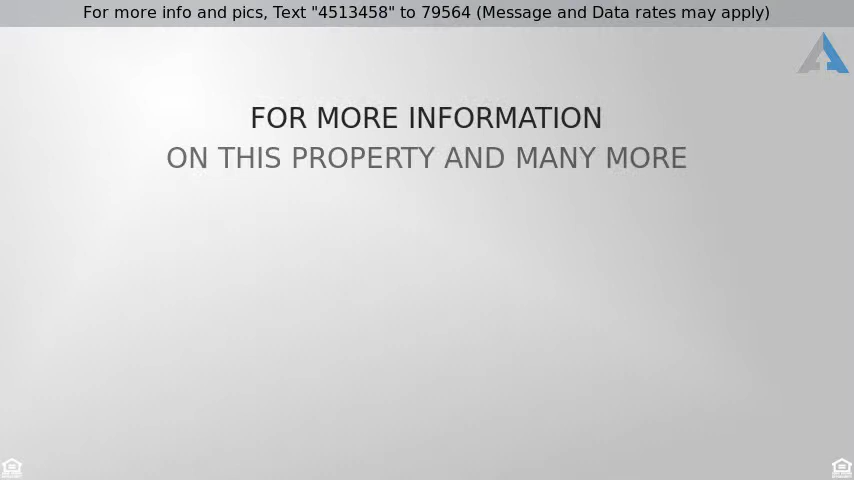 For more info and pics, Text "4513458" to 79564 (Message and Data rates may apply)
FOR MORE INFORMATION
ON THIS PROPERTY AND MANY MORE